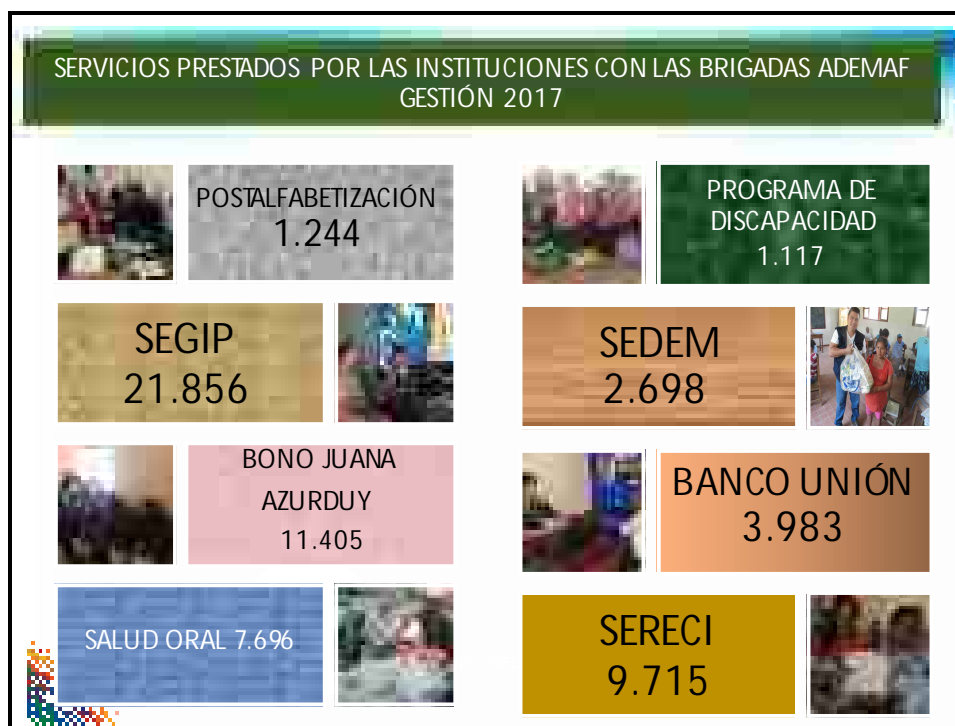 SERVICIOS PRESTADOS POR LAS INSTITUCIONES CON LAS BRIGADAS ADEMAF
GESTIÓN 2017
POSTALFABETIZACIÓN
1.244
PROGRAMA DE
DISCAPACIDAD
1.117
SEGIP
21.856
SEDEM
2.698
BONO JUANA
AZURDUY
11.405
BANCO UNIÓN
3.983
SALUD ORAL 7.696
SERECI
9.715